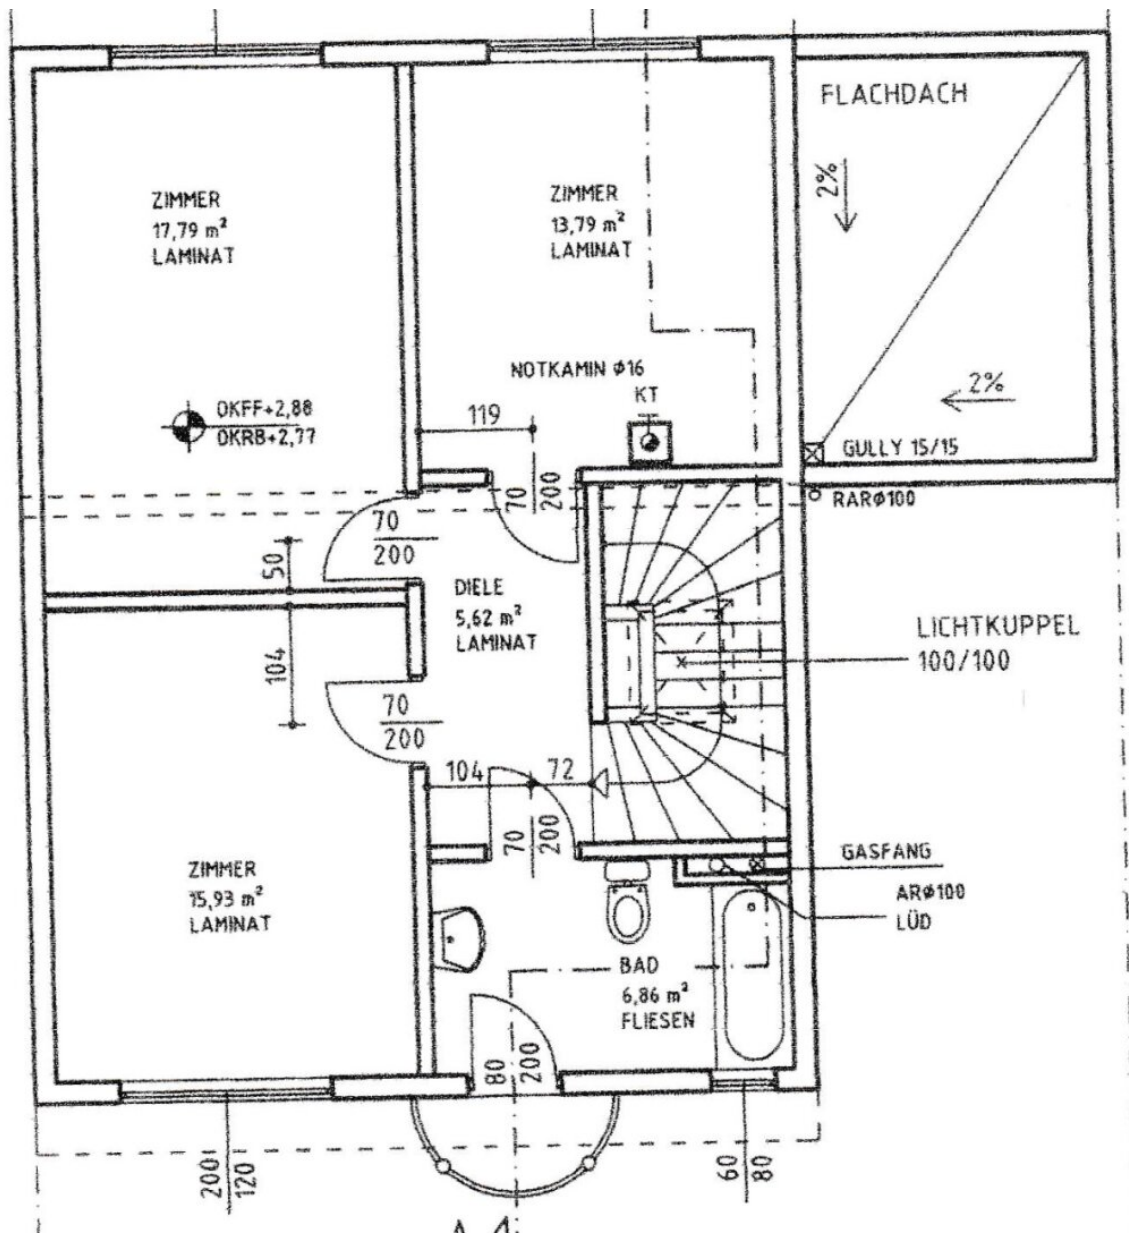 FLACHDACH
2%
ZIMMER
17,79 m²
LAMINAT
ZIMMER
13,79 m²
LAMINAT
NOTKAMIN ϕ16
KT
2%
OKFF+2,88
OKRB+2,77
119
GULLY 15/15
RARϕ100
70
200
70
200
50
DIELE
5,62 m²
LAMINAT
LICHTKUPPEL
100/100
104
70
200
104
72
70
200
GASFANG
ARϕ100
LÜD
ZIMMER
15,93 m²
LAMINAT
BAD
6,86 m²
FLIESEN
80
200
200
120
60
80